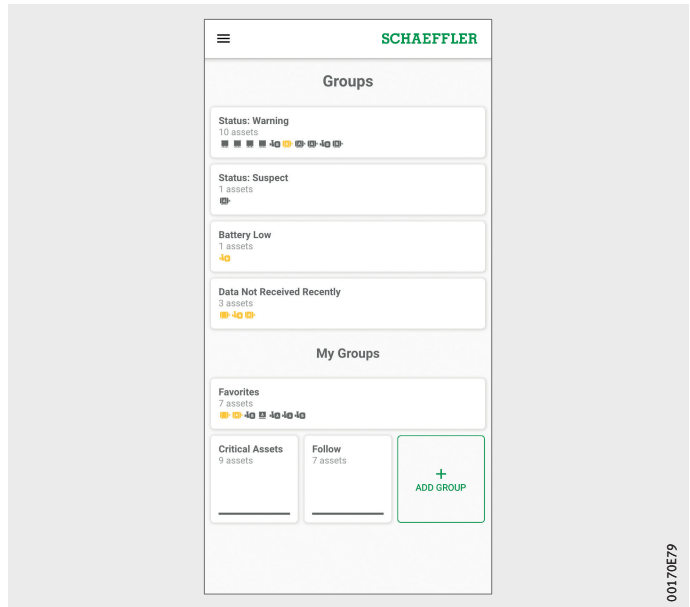 SCHAEFFLER
Groups
Status: Warning
10 assets
Status: Suspect
1 assets
Battery Low
1 assets
Data Not Received Recently
3 assets
My Groups
Favorites
7 assets
Critical Assets
9 assets
Follow
7 assets
+
ADD GROUP
00170E79